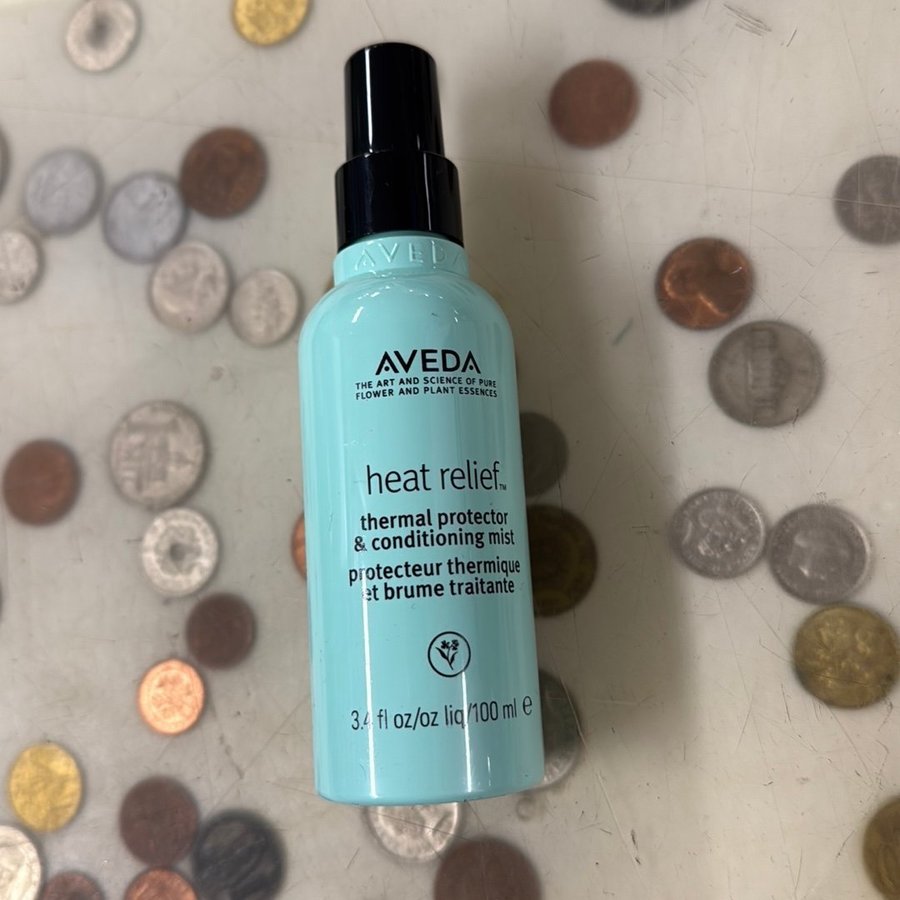 AVEDA
AVEDA
THE ART AND SCIENCE OF PURE
FLOWER AND PLANT ESSENCES
heat relief™
thermal protector
& conditioning mist
protecteur thermique
et brume traitante
3.4 fl oz/oz liq/100 ml ℮